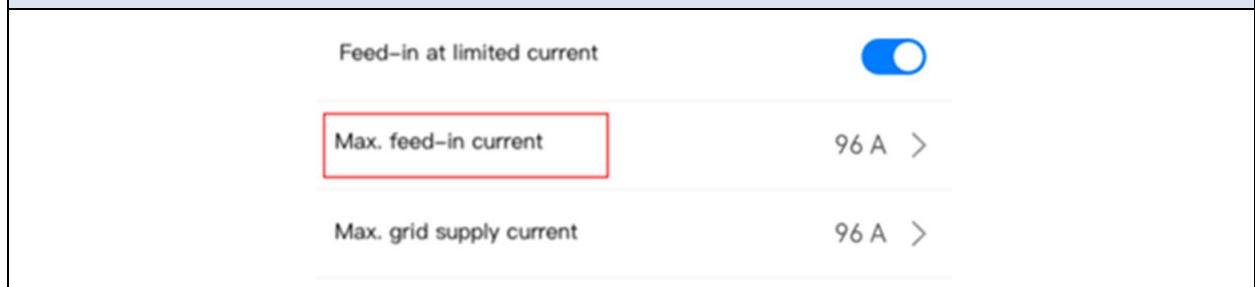 Feed-in at limited current
Max. feed-in current 96 A
Max. grid supply current 96 A